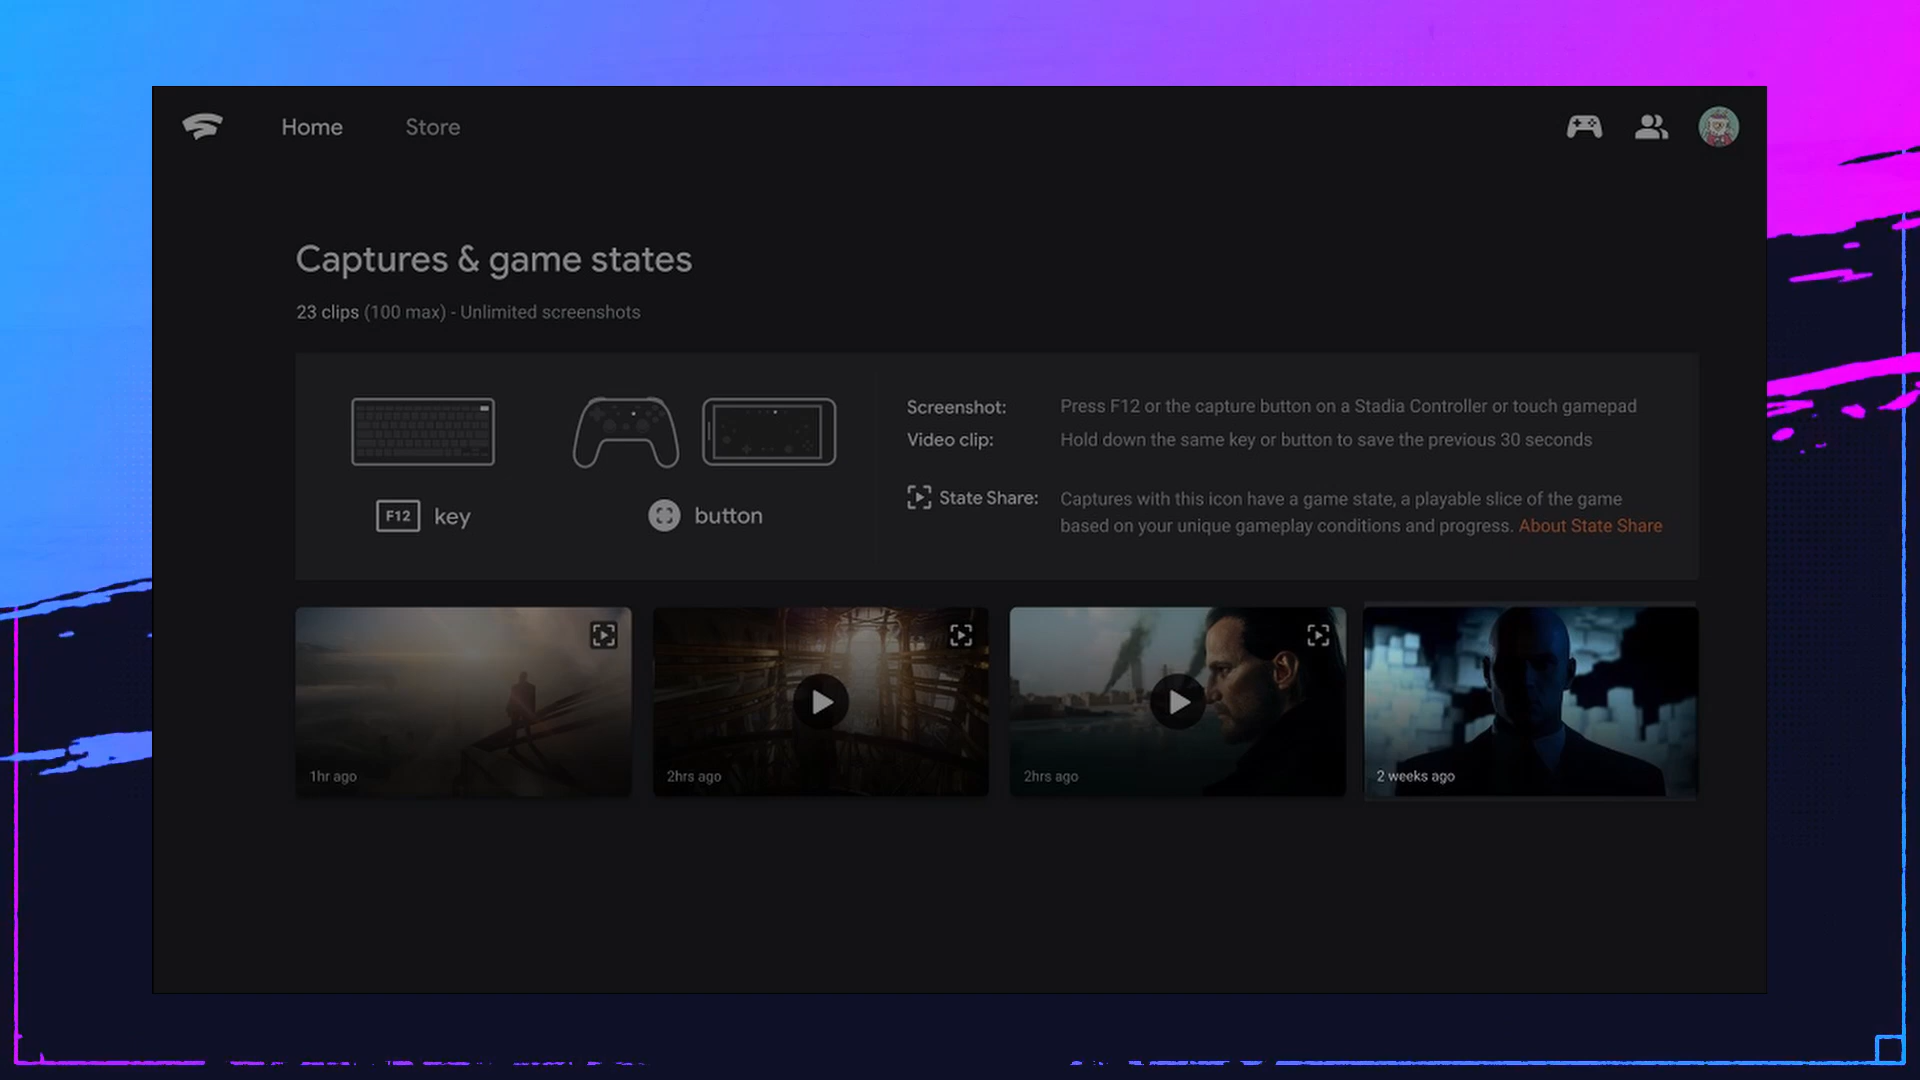 Home
Store
Captures & game states
23 clips (100 max) - Unlimited screenshots
Screenshot: Press F12 or the capture button on a Stadia Controller or touch gamepad
Video clip: Hold down the same key or button to save the previous 30 seconds
State Share: Captures with this icon have a game state, a playable slice of the game
based on your unique gameplay conditions and progress. About State Share
F12 key
button
1hr ago
2hrs ago
2hrs ago
2 weeks ago